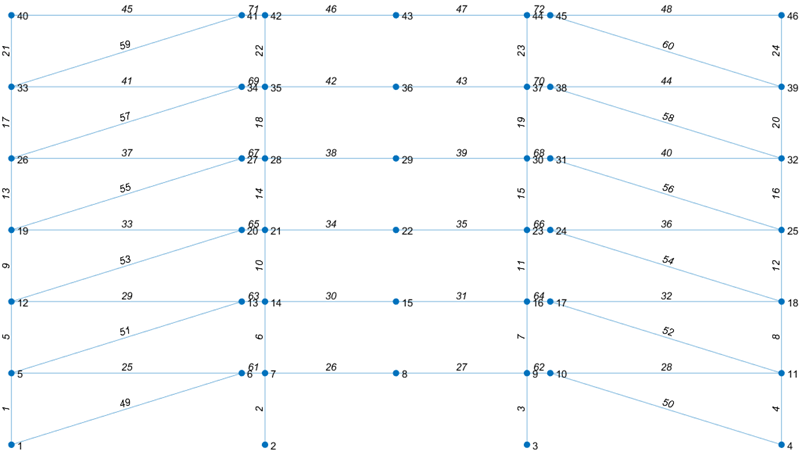 45 71 46 47 72 48
40 41 42 43 44 45 46
21 59 22 23 60 24
41 69 42 43 70 44
33 34 35 36 37 38 39
17 57 18 19 58 20
37 67 38 39 68 40
26 27 28 29 30 31 32
13 55 14 15 56 16
33 65 34 35 66 36
19 20 21 22 23 24 25
9 53 10 11 54 12
29 63 30 31 64 32
12 13 14 15 16 17 18
5 51 6 7 52 8
25 61 26 27 62 28
5 6 7 8 9 10 11
1 49 2 3 50 4
1 2 3 4